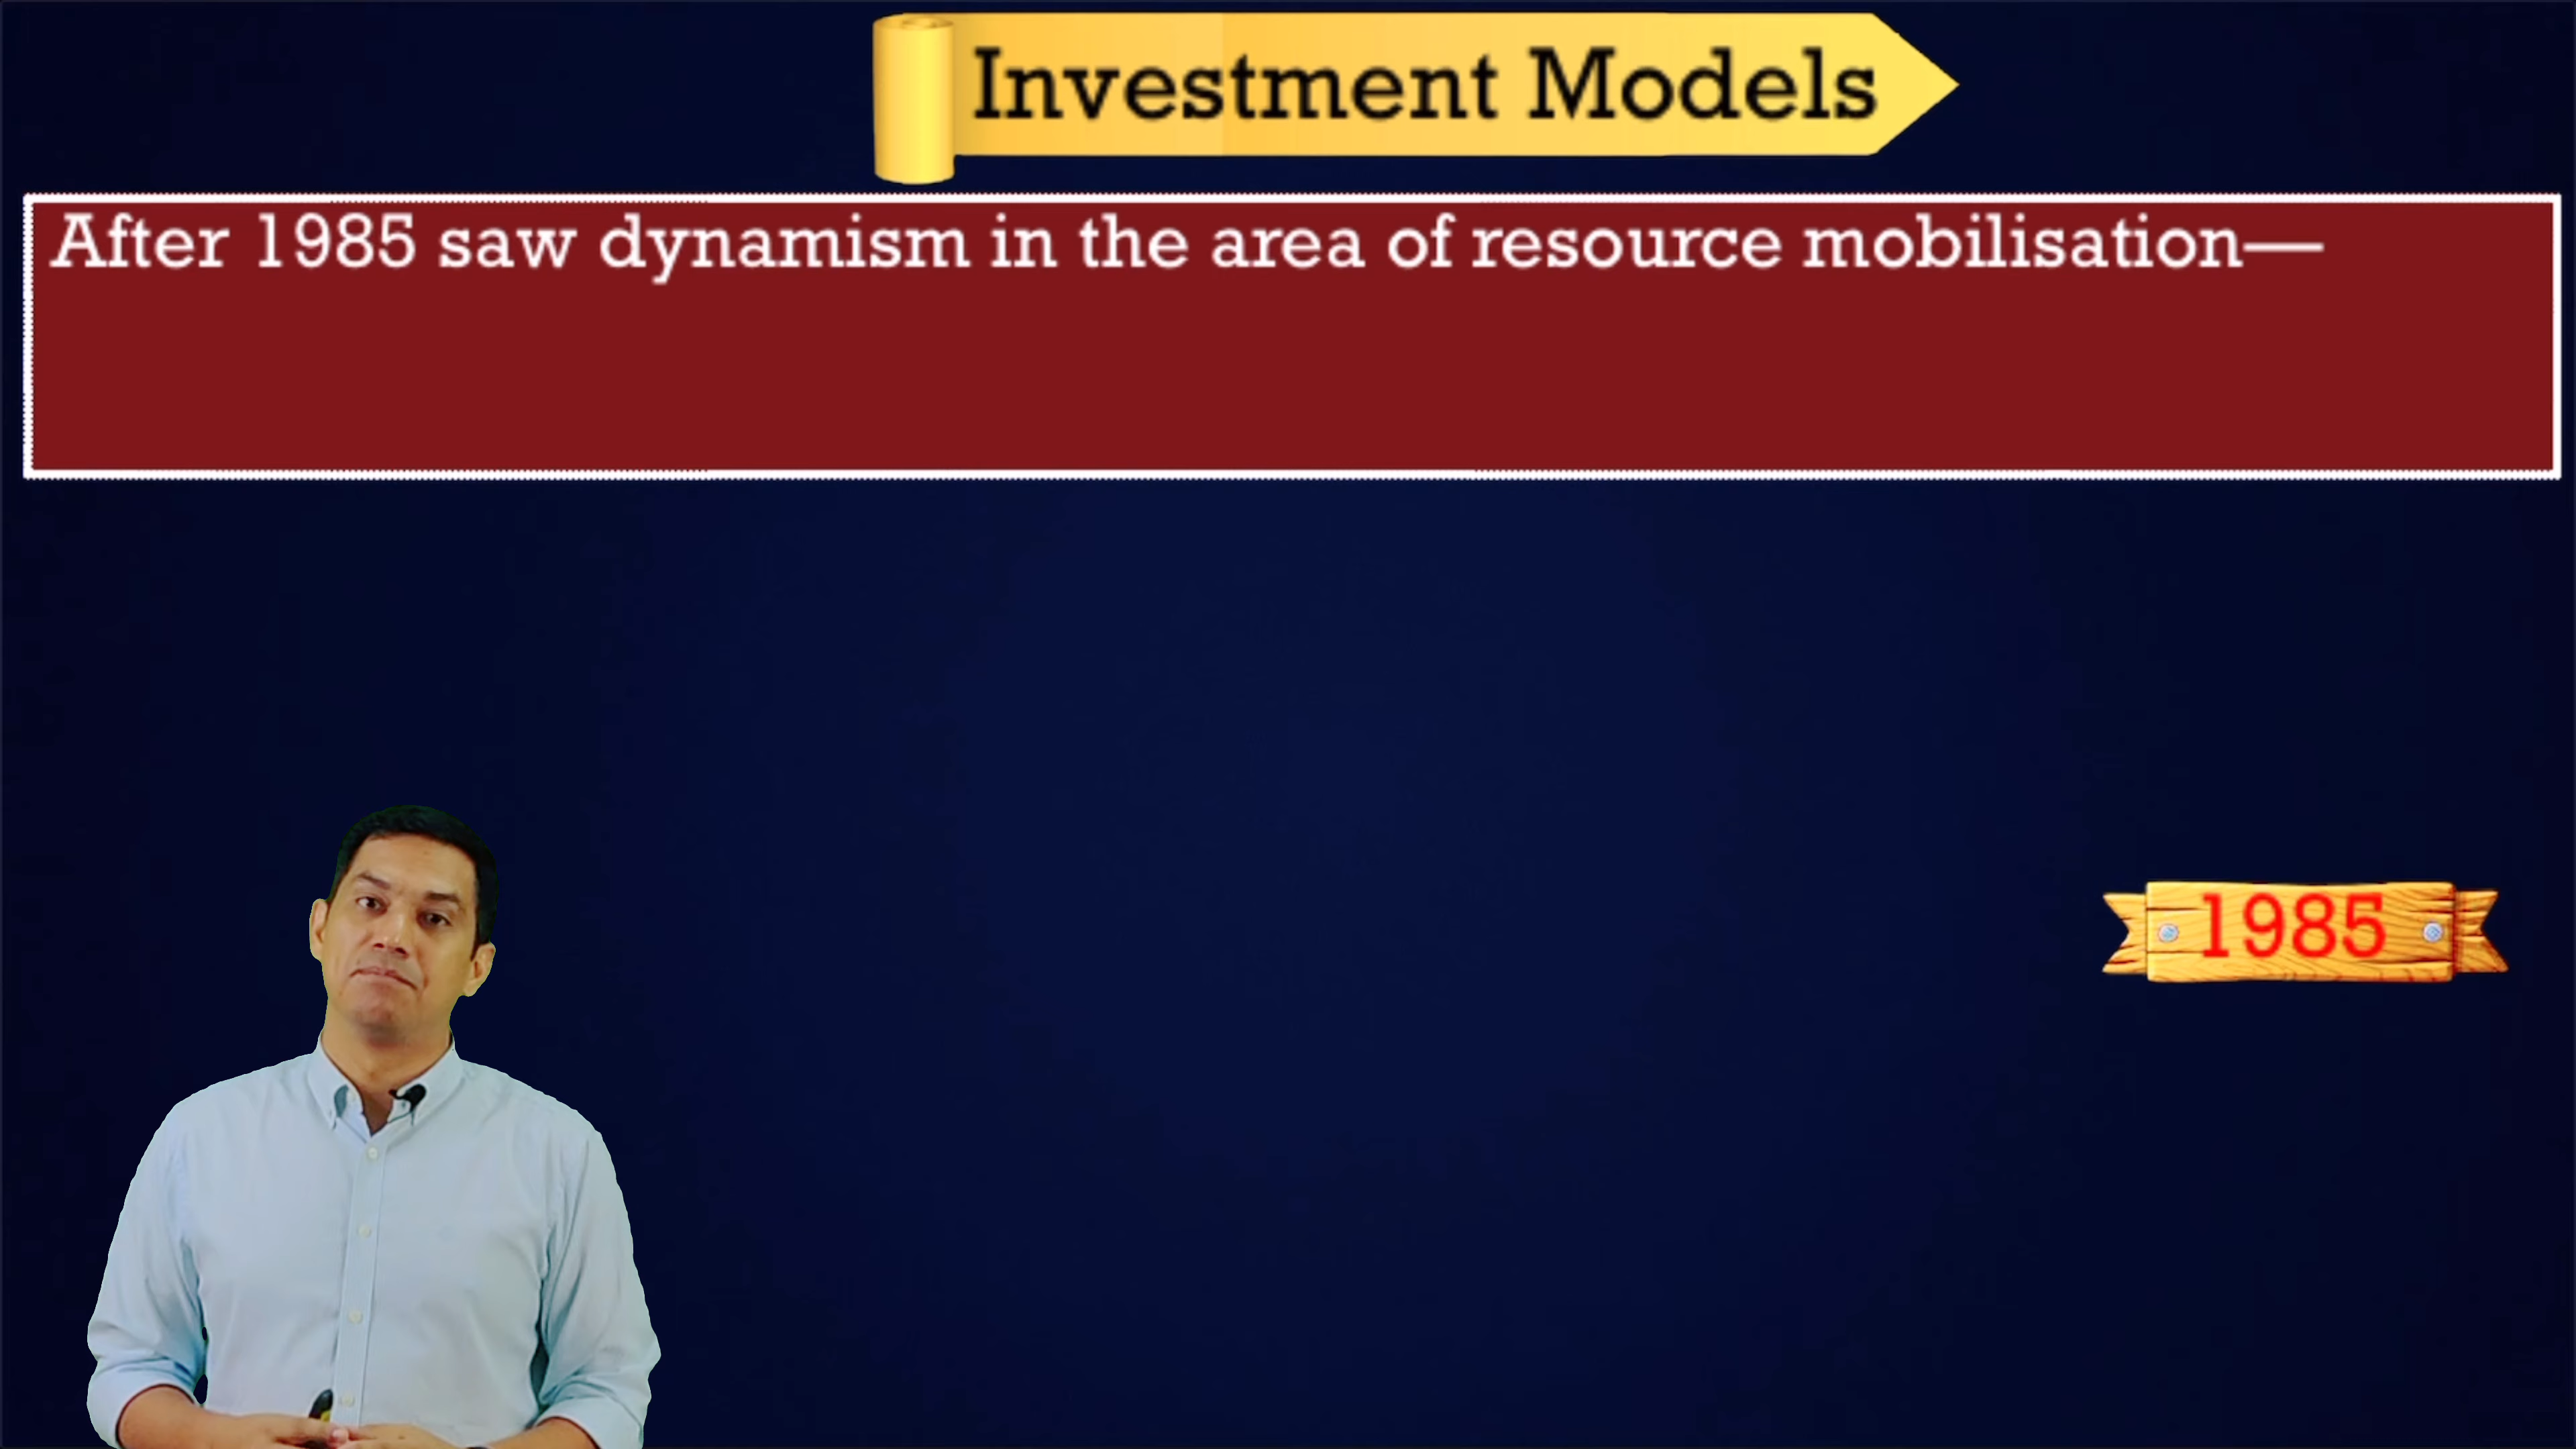 Investment Models
After 1985 saw dynamism in the area of resource mobilisation—
1985